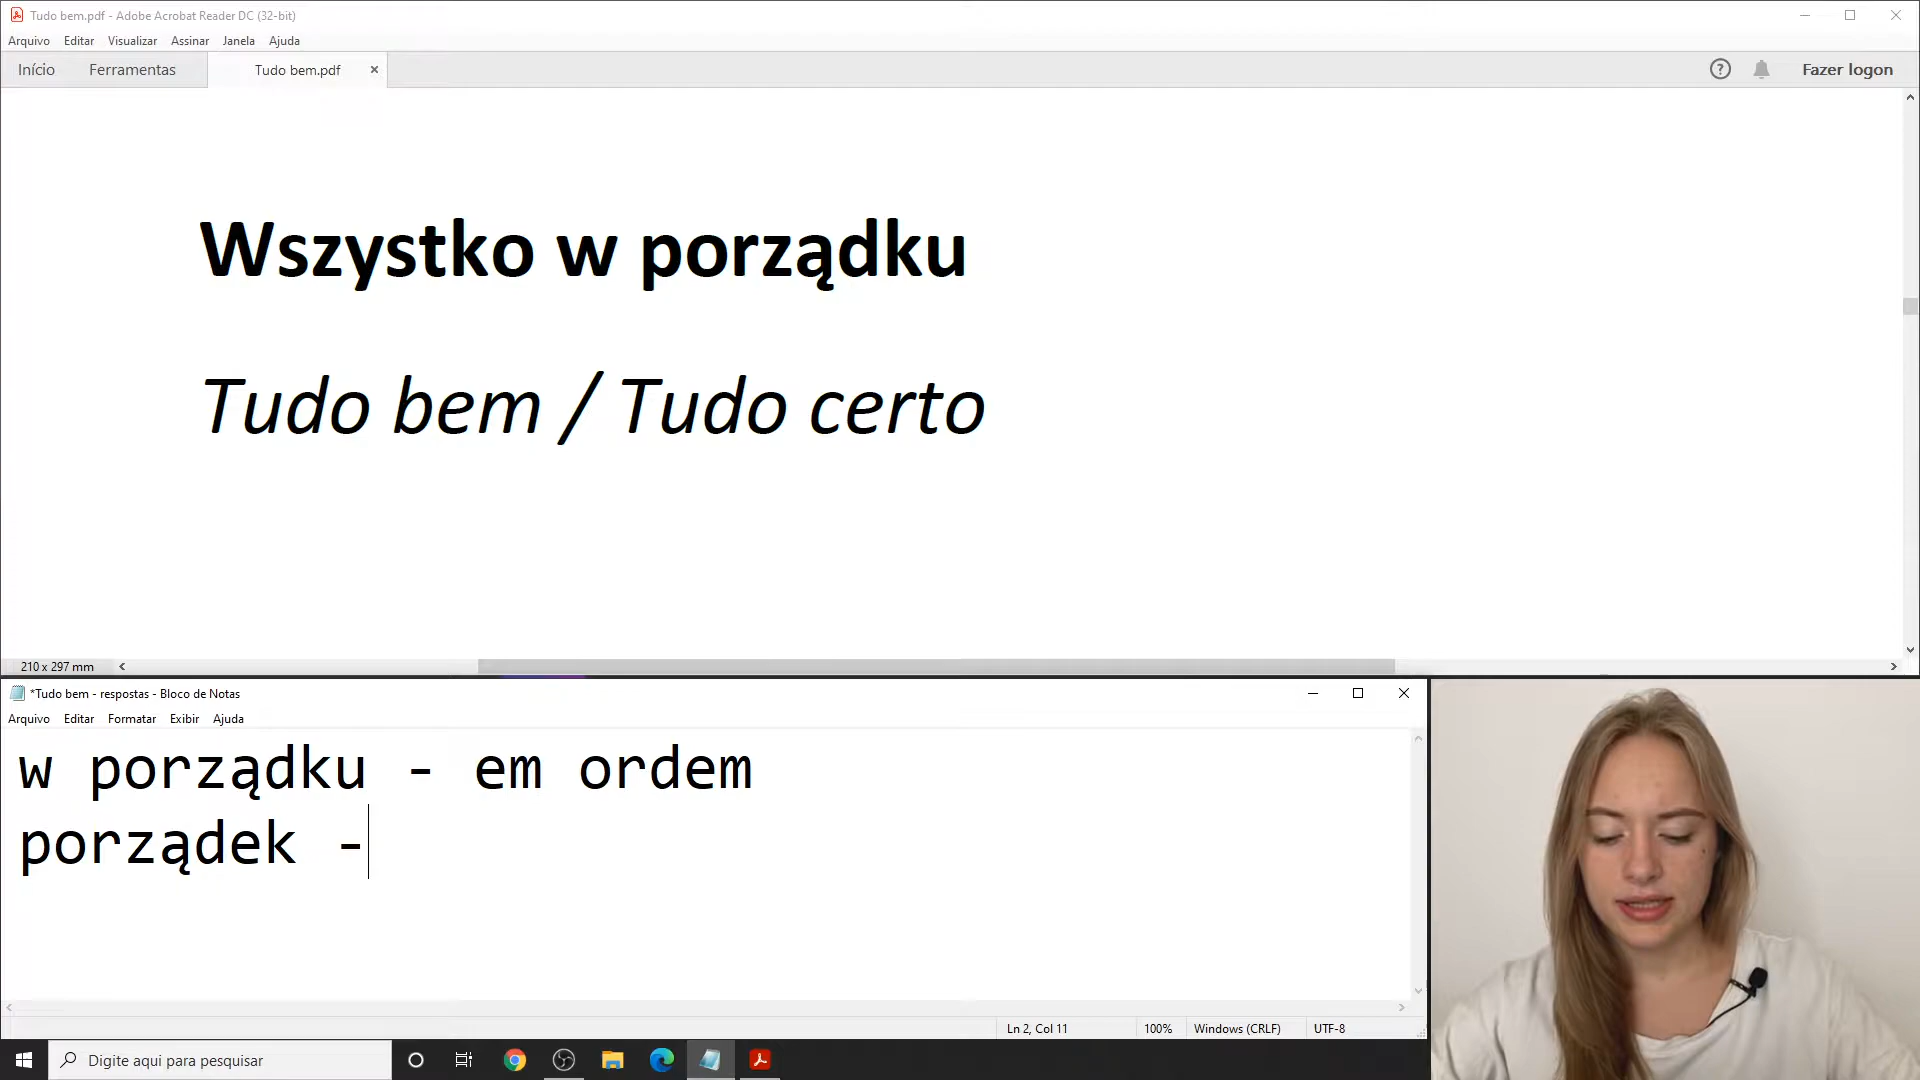 Tudo bem.pdf - Adobe Acrobat Reader DC (32-bit)
Arquivo Editar Visualizar Assinar Janela Ajuda
Início Ferramentas Tudo bem.pdf Fazer logon
Wszystko w porządku
Tudo bem / Tudo certo
210 x 297 mm
*Tudo bem - respostas - Bloco de Notas
Arquivo Editar Formatar Exibir Ajuda
w porządku - em ordem
porządek -
Ln 2, Col 11 100% Windows (CRLF) UTF-8
Digite aqui para pesquisar